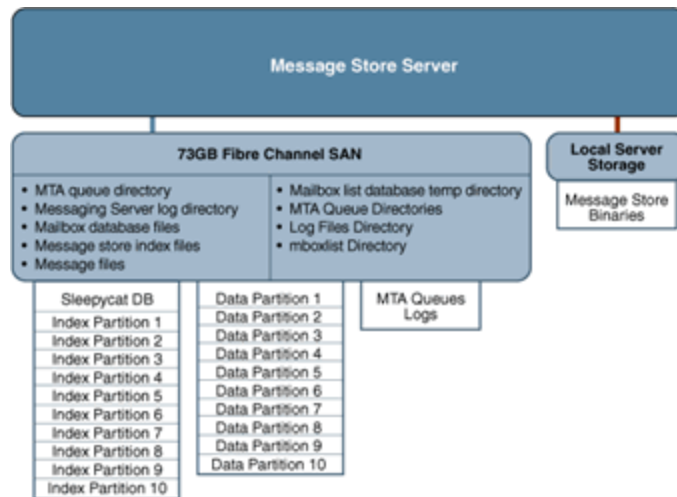 Message Store Server
73GB Fibre Channel SAN
• MTA queue directory
• Messaging Server log directory
• Mailbox database files
• Message store index files
• Message files
• Mailbox list database temp directory
• MTA Queue Directories
• Log Files Directory
• mboxlist Directory
Local Server
Storage
Message Store
Binaries
Sleepycat DB
Index Partition 1
Index Partition 2
Index Partition 3
Index Partition 4
Index Partition 5
Index Partition 6
Index Partition 7
Index Partition 8
Index Partition 9
Index Partition 10
Data Partition 1
Data Partition 2
Data Partition 3
Data Partition 4
Data Partition 5
Data Partition 6
Data Partition 7
Data Partition 8
Data Partition 9
Data Partition 10
MTA Queues
Logs